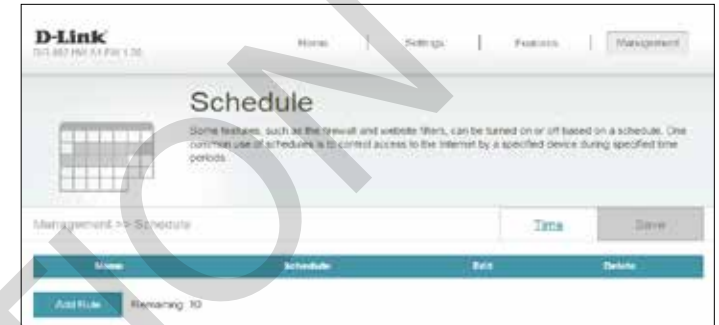 D-Link
Home | Settings | Features | Management
Schedule
Some features, such as the firewall and website filters, can be turned on or off based on a schedule. One
common use of schedules is to control access to the Internet by a specified device during specified time
periods.
Management >> Schedule
Time
Save
Name Schedule Edit Delete
Add Rule Remaining: 10